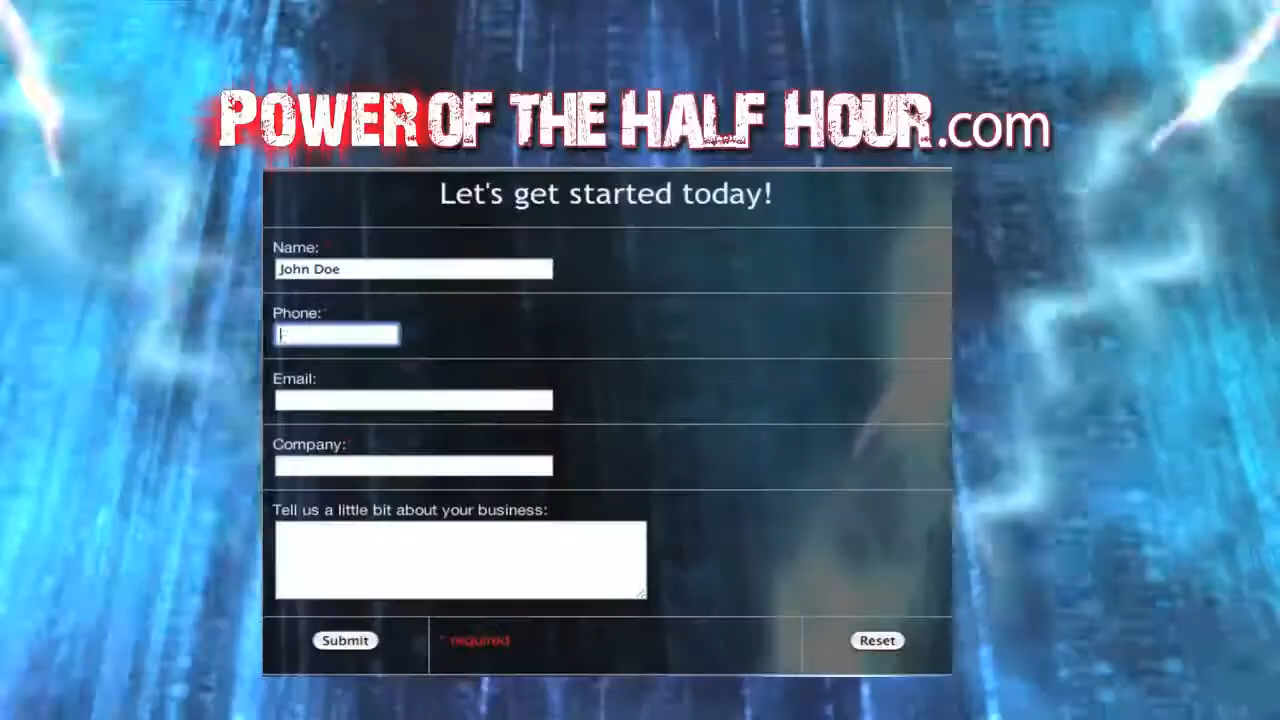 POWER OF THE HALF HOUR.com
Let's get started today!
Name:
John Doe
Phone:*
Email:
Company:
Tell us a little bit about your business:
Submit
* required
Reset